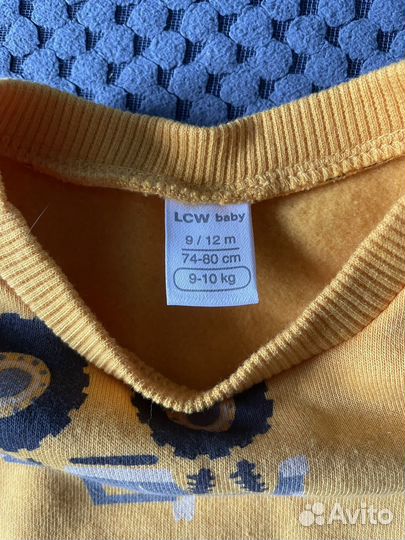 LCW baby
9 / 12 m
74-80 cm
9-10 kg
Avito